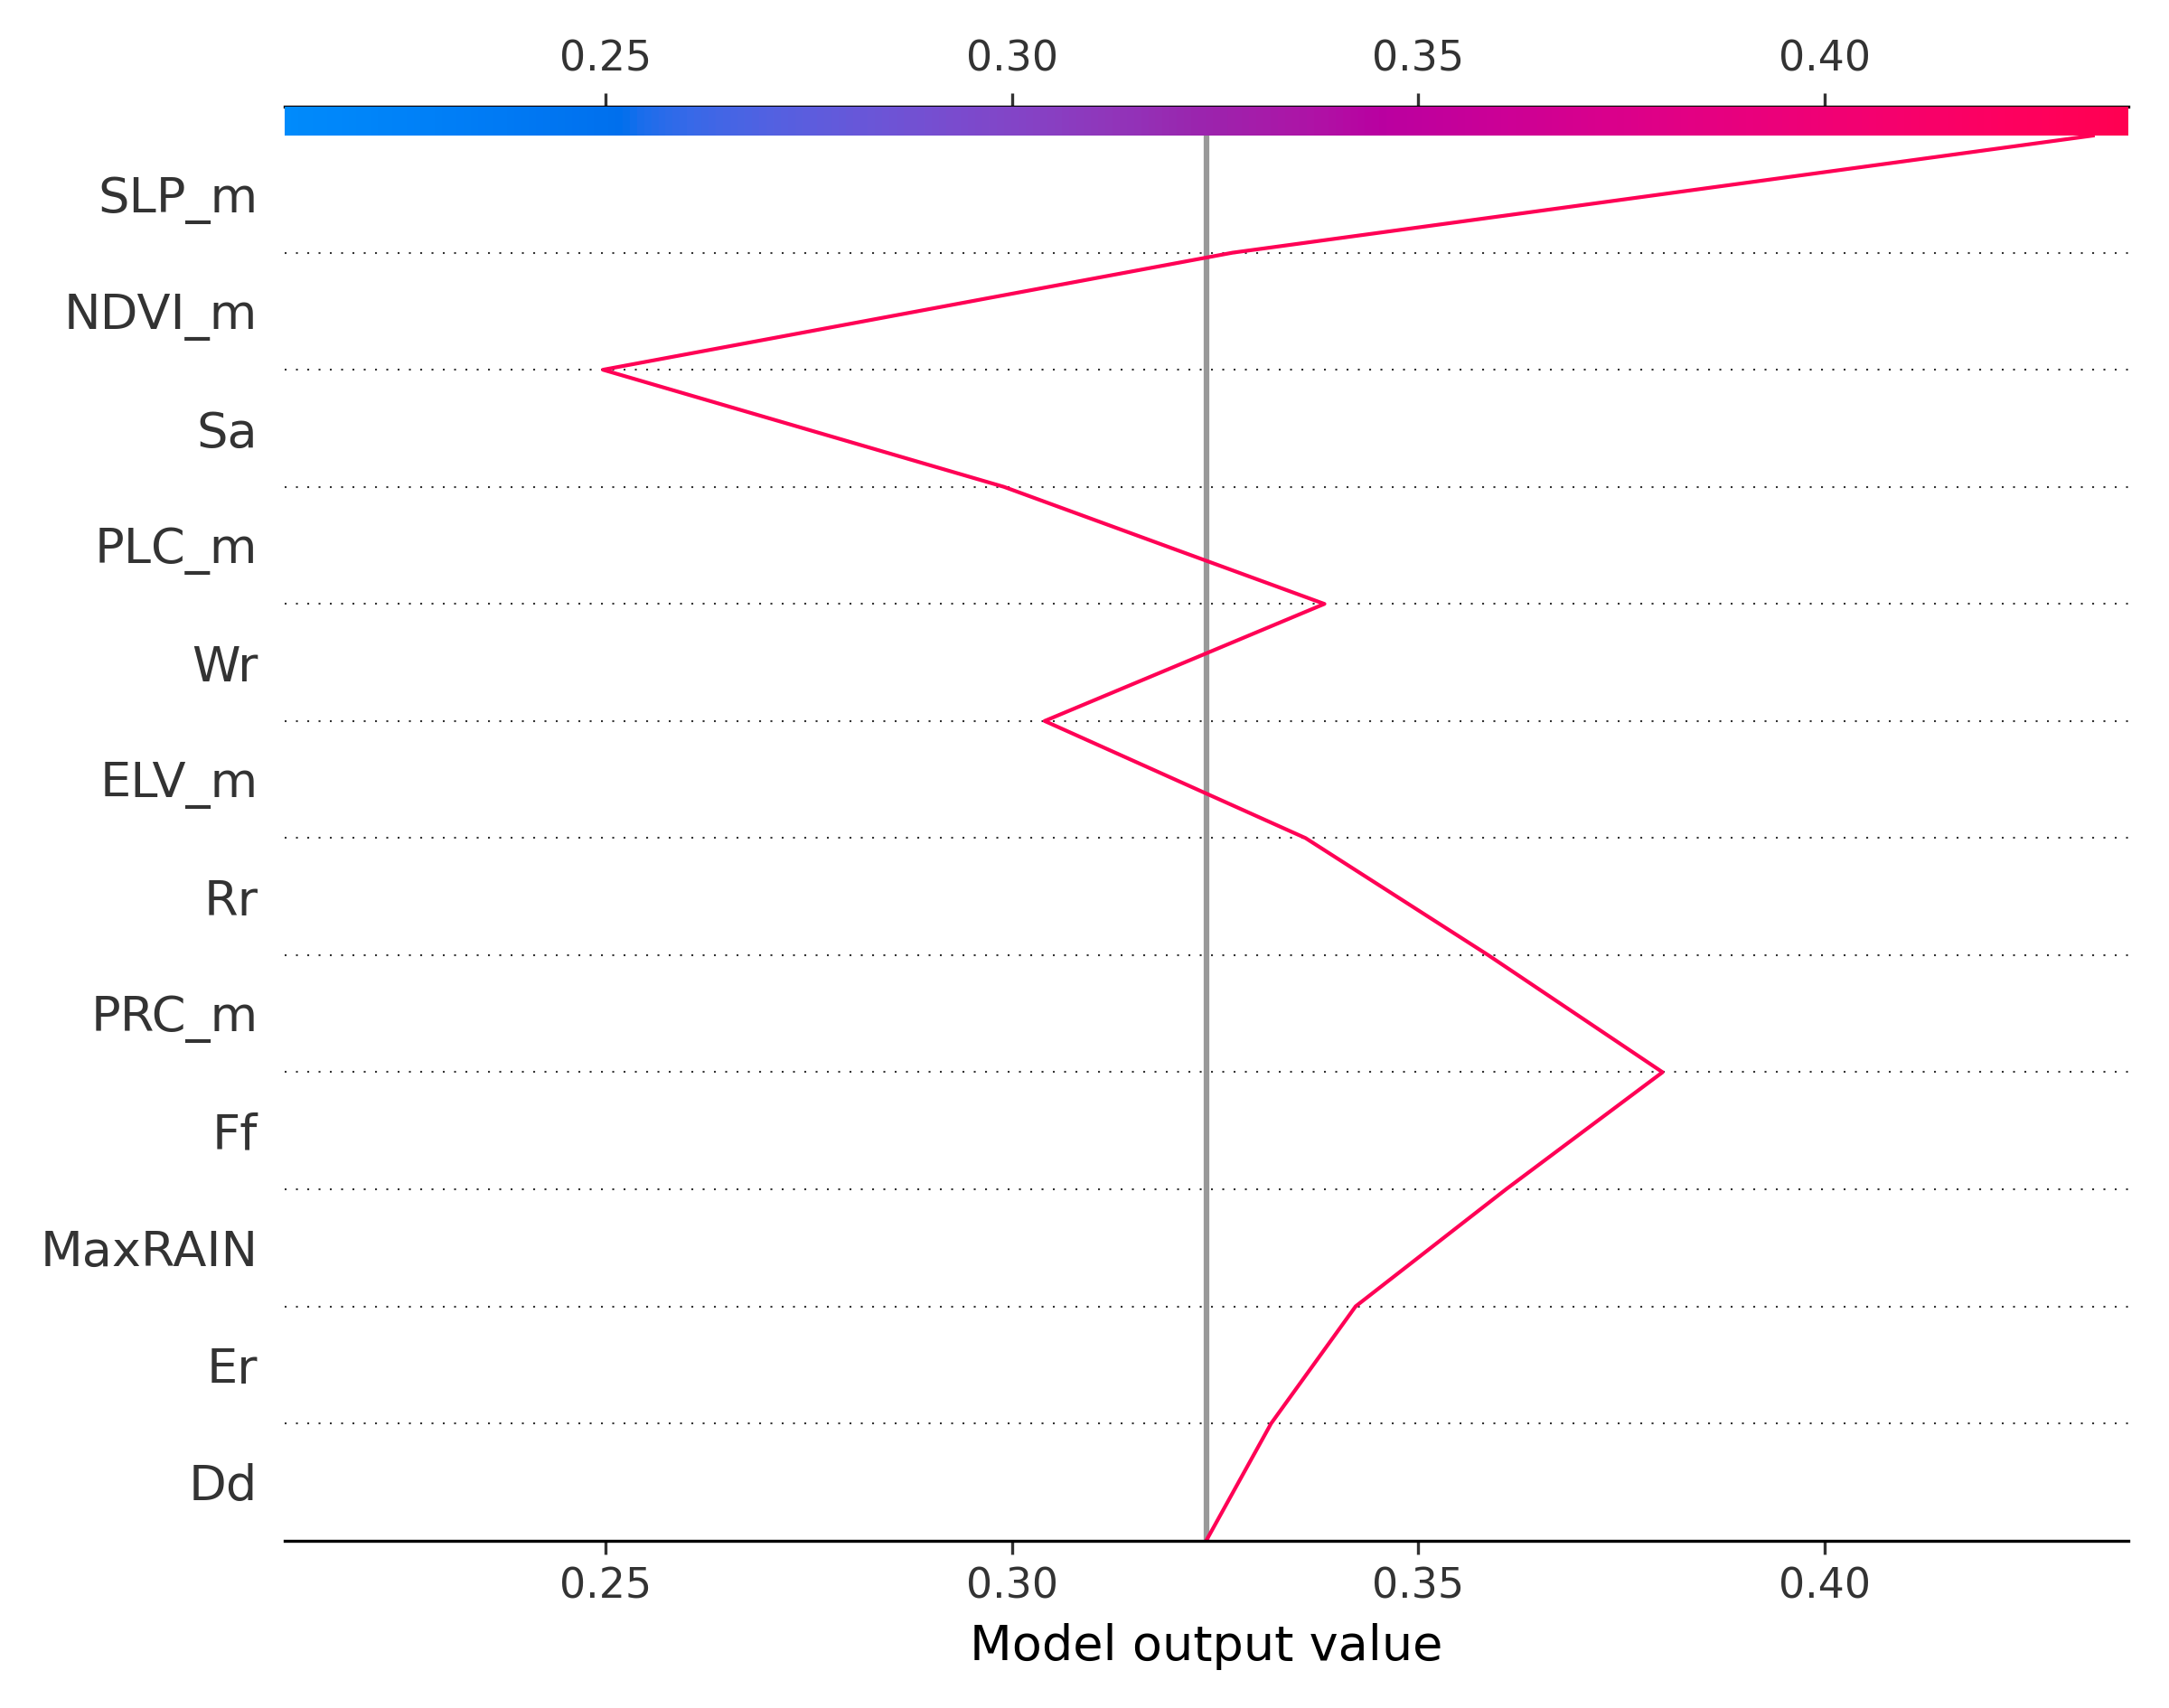 0.25 0.30 0.35 0.40
SLP_m
NDVI_m
Sa
PLC_m
Wr
ELV_m
Rr
PRC_m
Ff
MaxRAIN
Er
Dd
0.25 0.30 0.35 0.40
Model output value